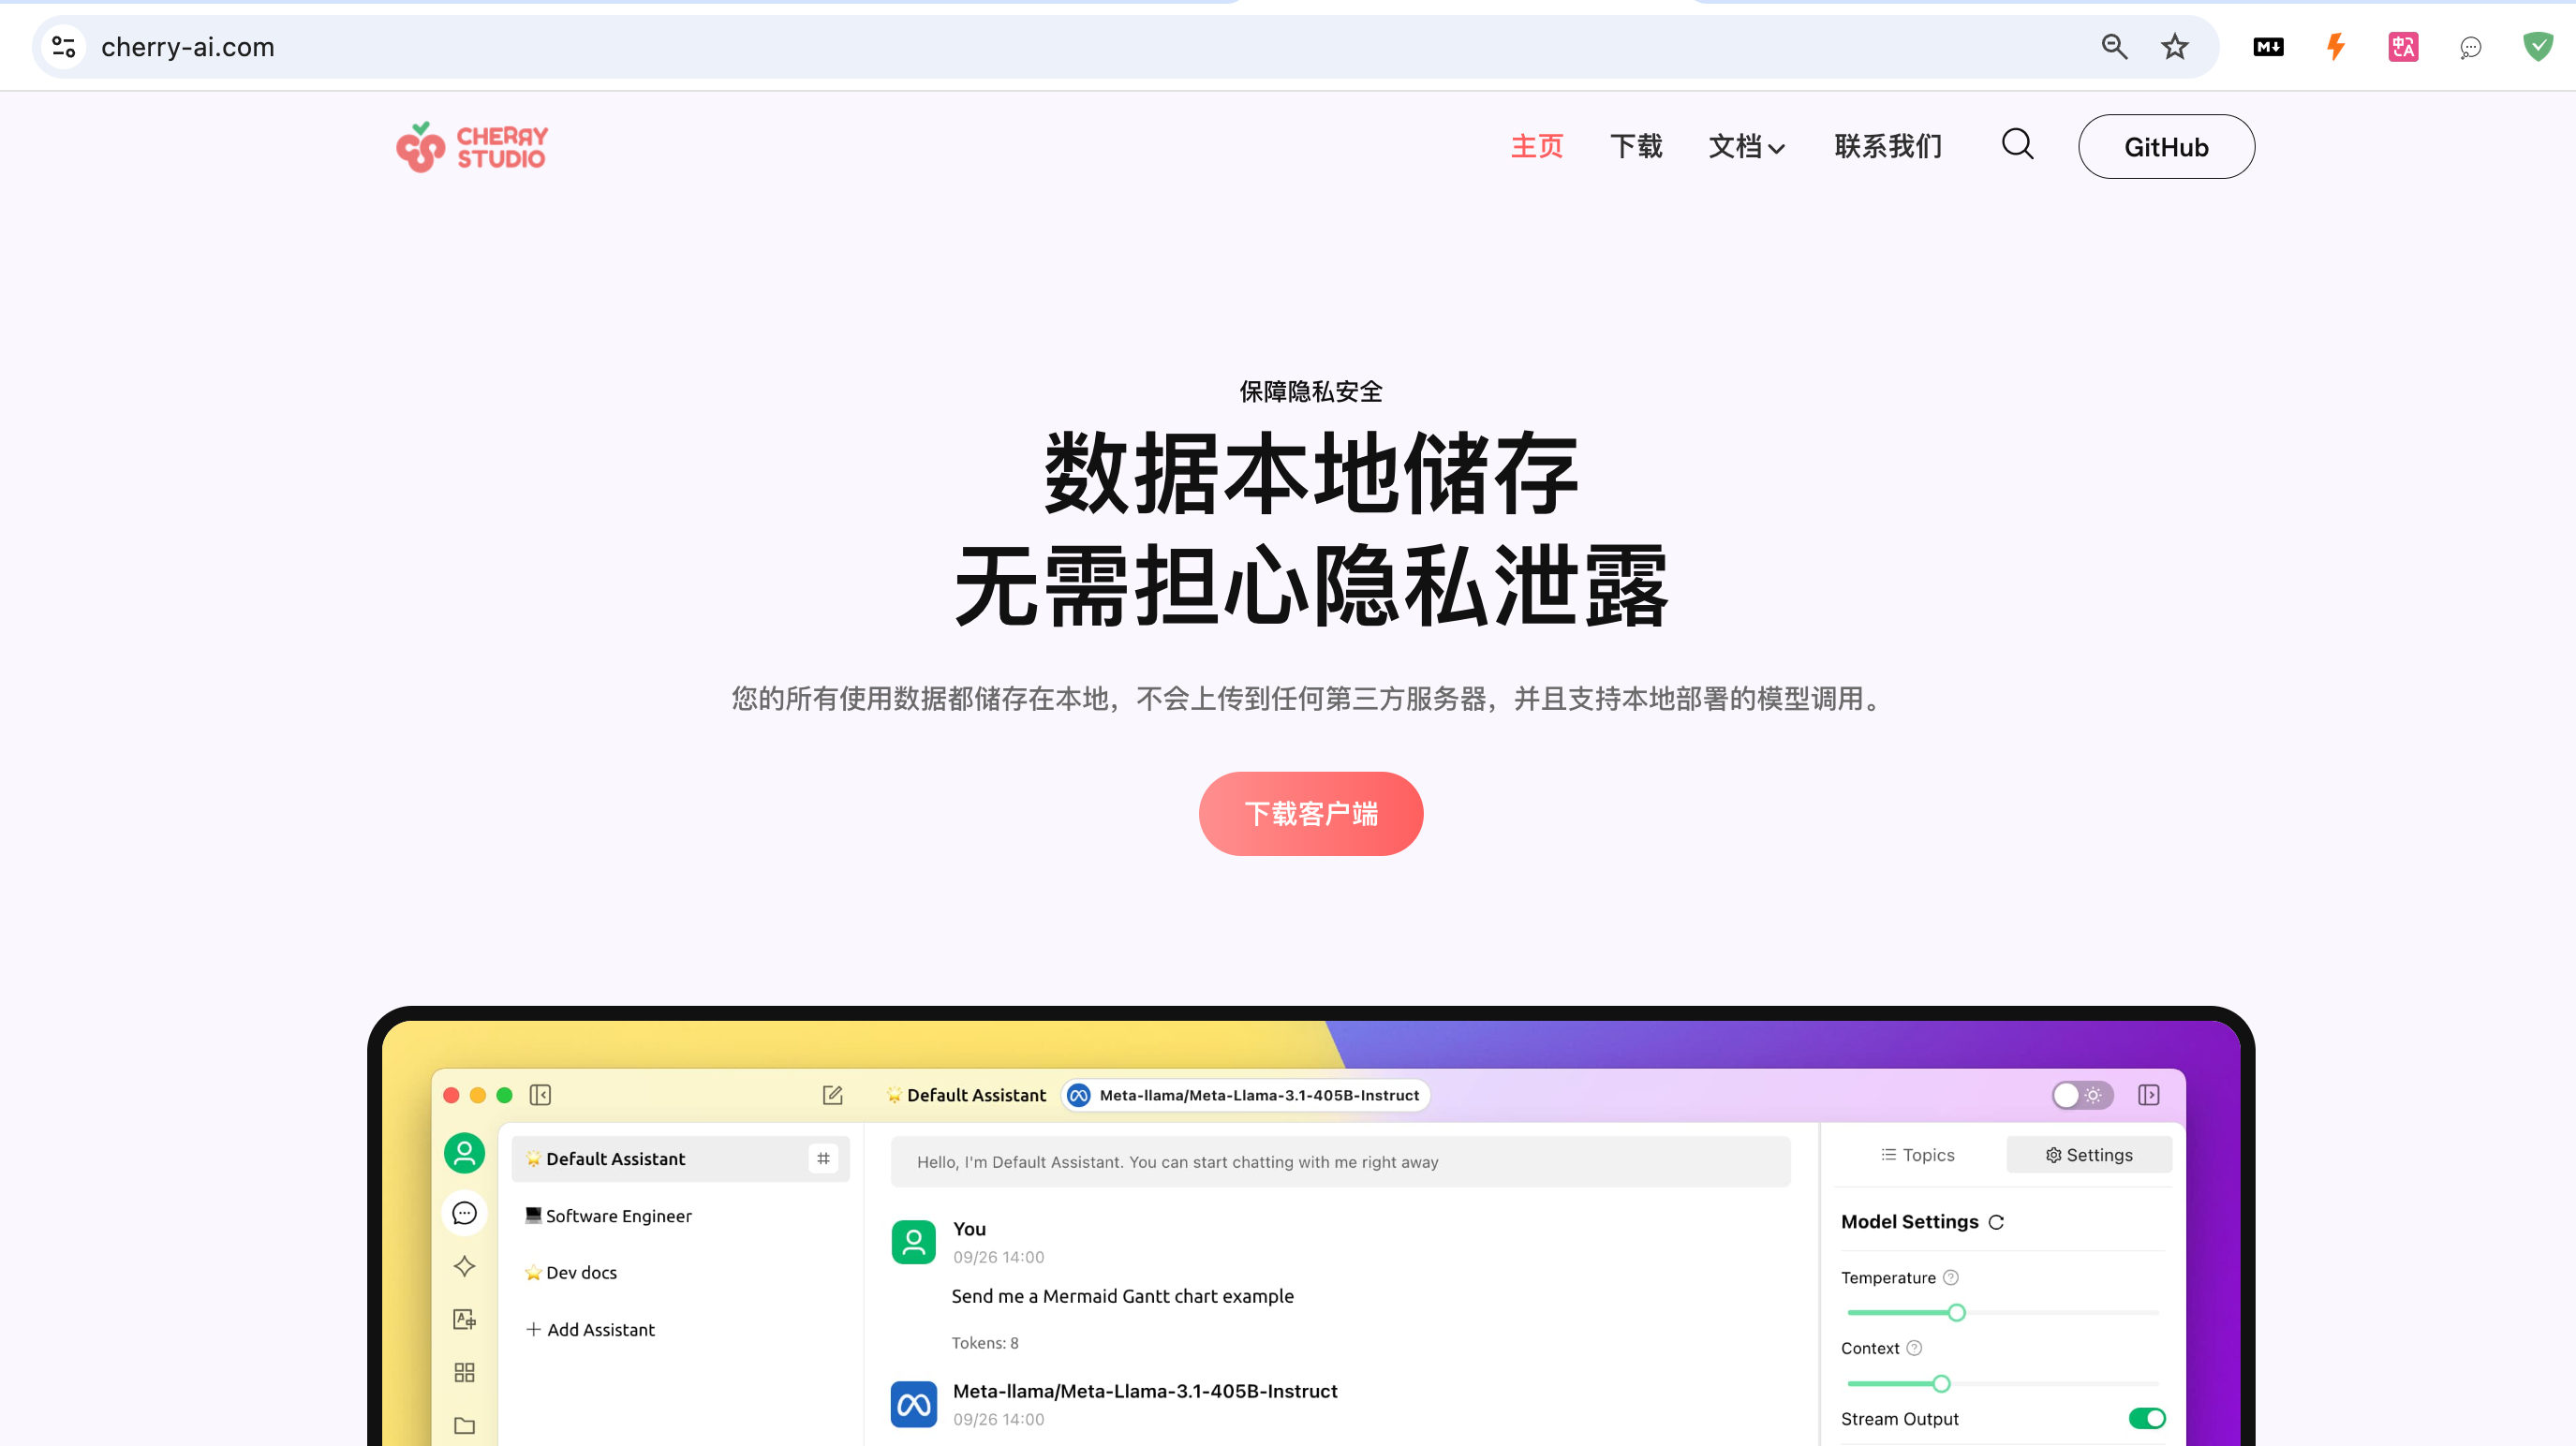 cherry-ai.com
CHERRY
STUDIO
主页
下载
文档
联系我们
GitHub
保障隐私安全
数据本地储存
无需担心隐私泄露
您的所有使用数据都储存在本地，不会上传到任何第三方服务器，并且支持本地部署的模型调用。
下载客户端
Default Assistant
Meta-llama/Meta-Llama-3.1-405B-Instruct
Default Assistant
Software Engineer
Dev docs
Add Assistant
Hello, I'm Default Assistant. You can start chatting with me right away
You
09/26 14:00
Send me a Mermaid Gantt chart example
Tokens: 8
Meta-llama/Meta-Llama-3.1-405B-Instruct
09/26 14:00
Topics
Settings
Model Settings
Temperature
Context
Stream Output